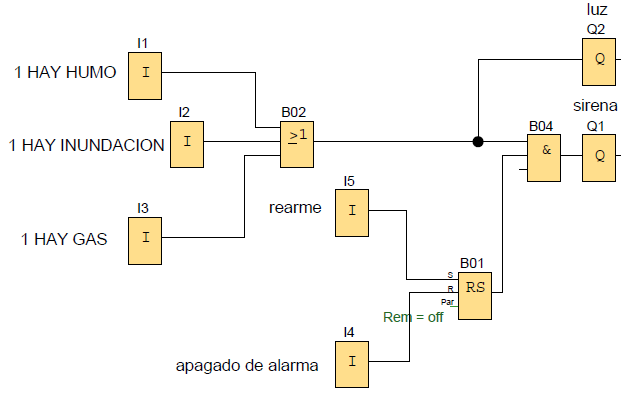 luz
Q2
Q
I1
1 HAY HUMO
I
I2
1 HAY INUNDACION
I
B02
≥1
sirena
B04
&
Q1
Q
I3
1 HAY GAS
I
I5
rearme
I
B01
S
R
Par
RS
Rem = off
I4
apagado de alarma
I